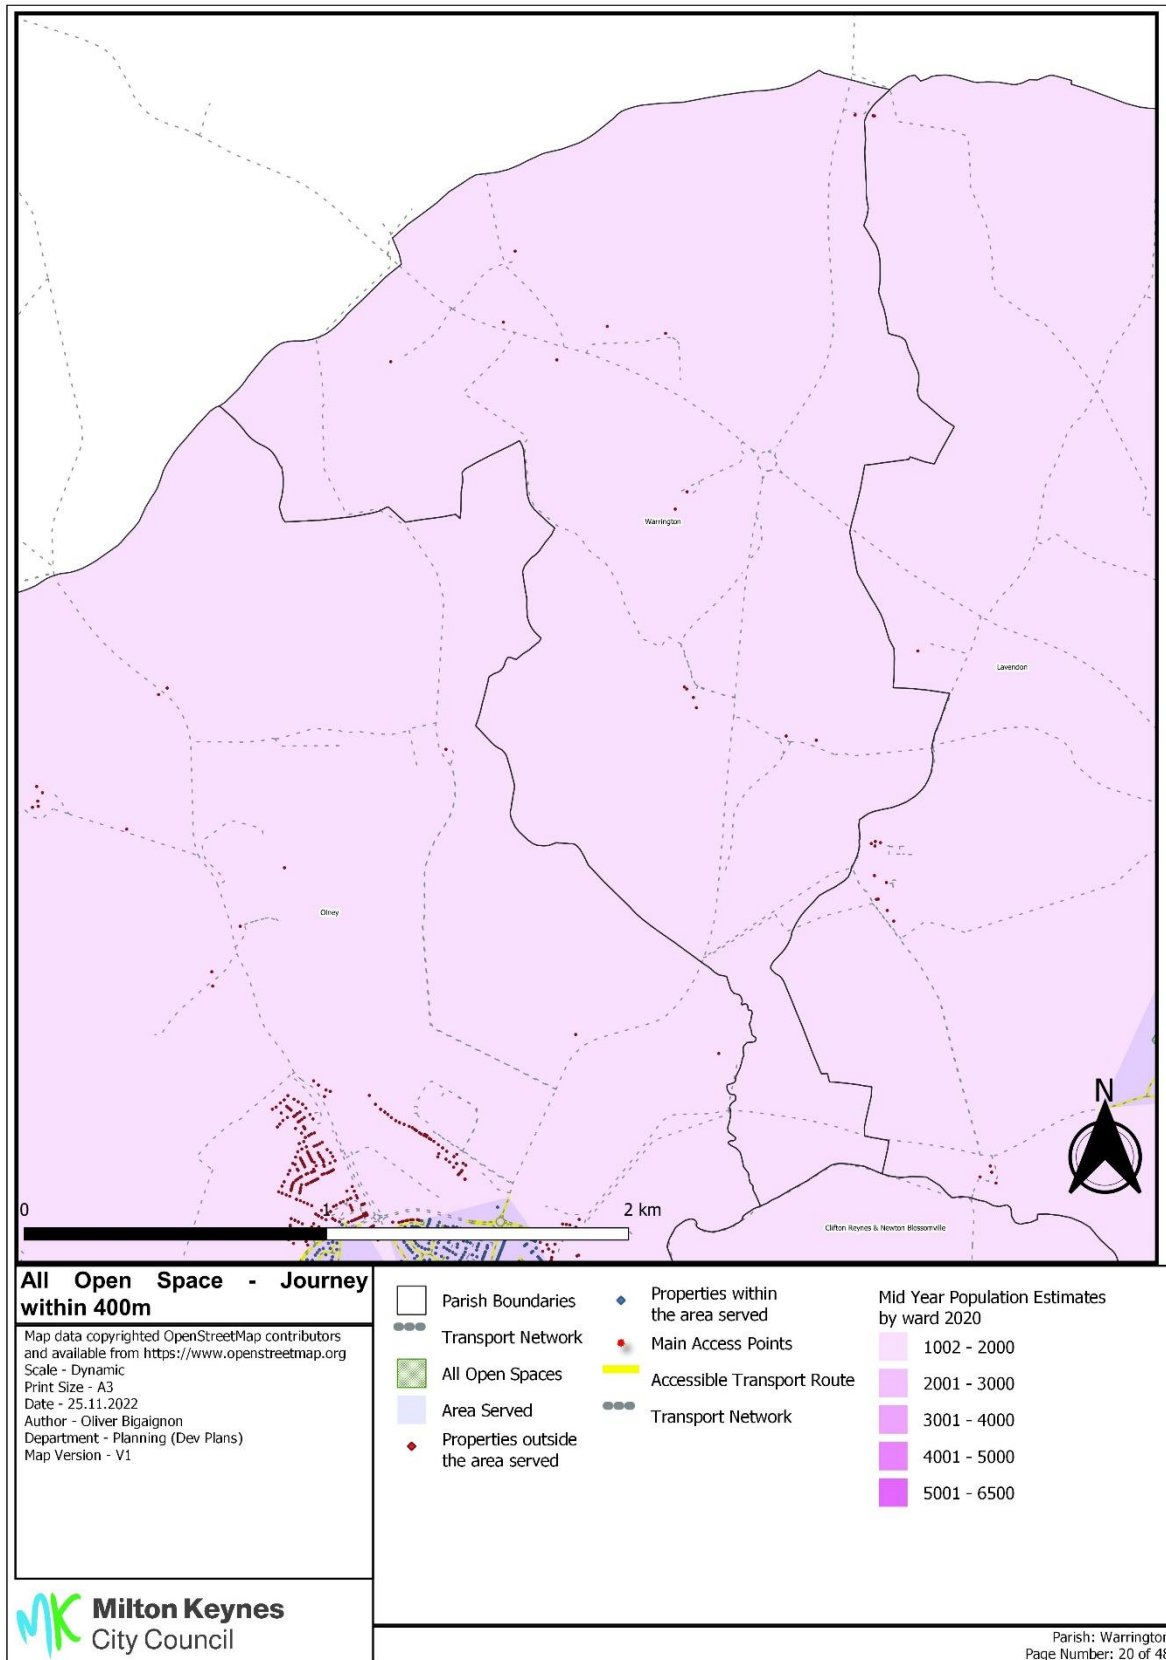 Warrington
Lavendon
Olney
N
0 1 2 km
Clifton Reynes & Newton Blossomville
All Open Space - Journey
within 400m
Map data copyrighted OpenStreetMap contributors
and available from https://www.openstreetmap.org
Scale - Dynamic
Print Size - A3
Date - 25.11.2022
Author - Oliver Bigaignon
Department - Planning (Dev Plans)
Map Version - V1
MK Milton Keynes
City Council
Parish Boundaries
Transport Network
All Open Spaces
Area Served
Properties outside
the area served
Properties within
the area served
Main Access Points
Accessible Transport Route
Transport Network
Mid Year Population Estimates
by ward 2020
1002 - 2000
2001 - 3000
3001 - 4000
4001 - 5000
5001 - 6500
Parish: Warrington
Page Number: 20 of 48